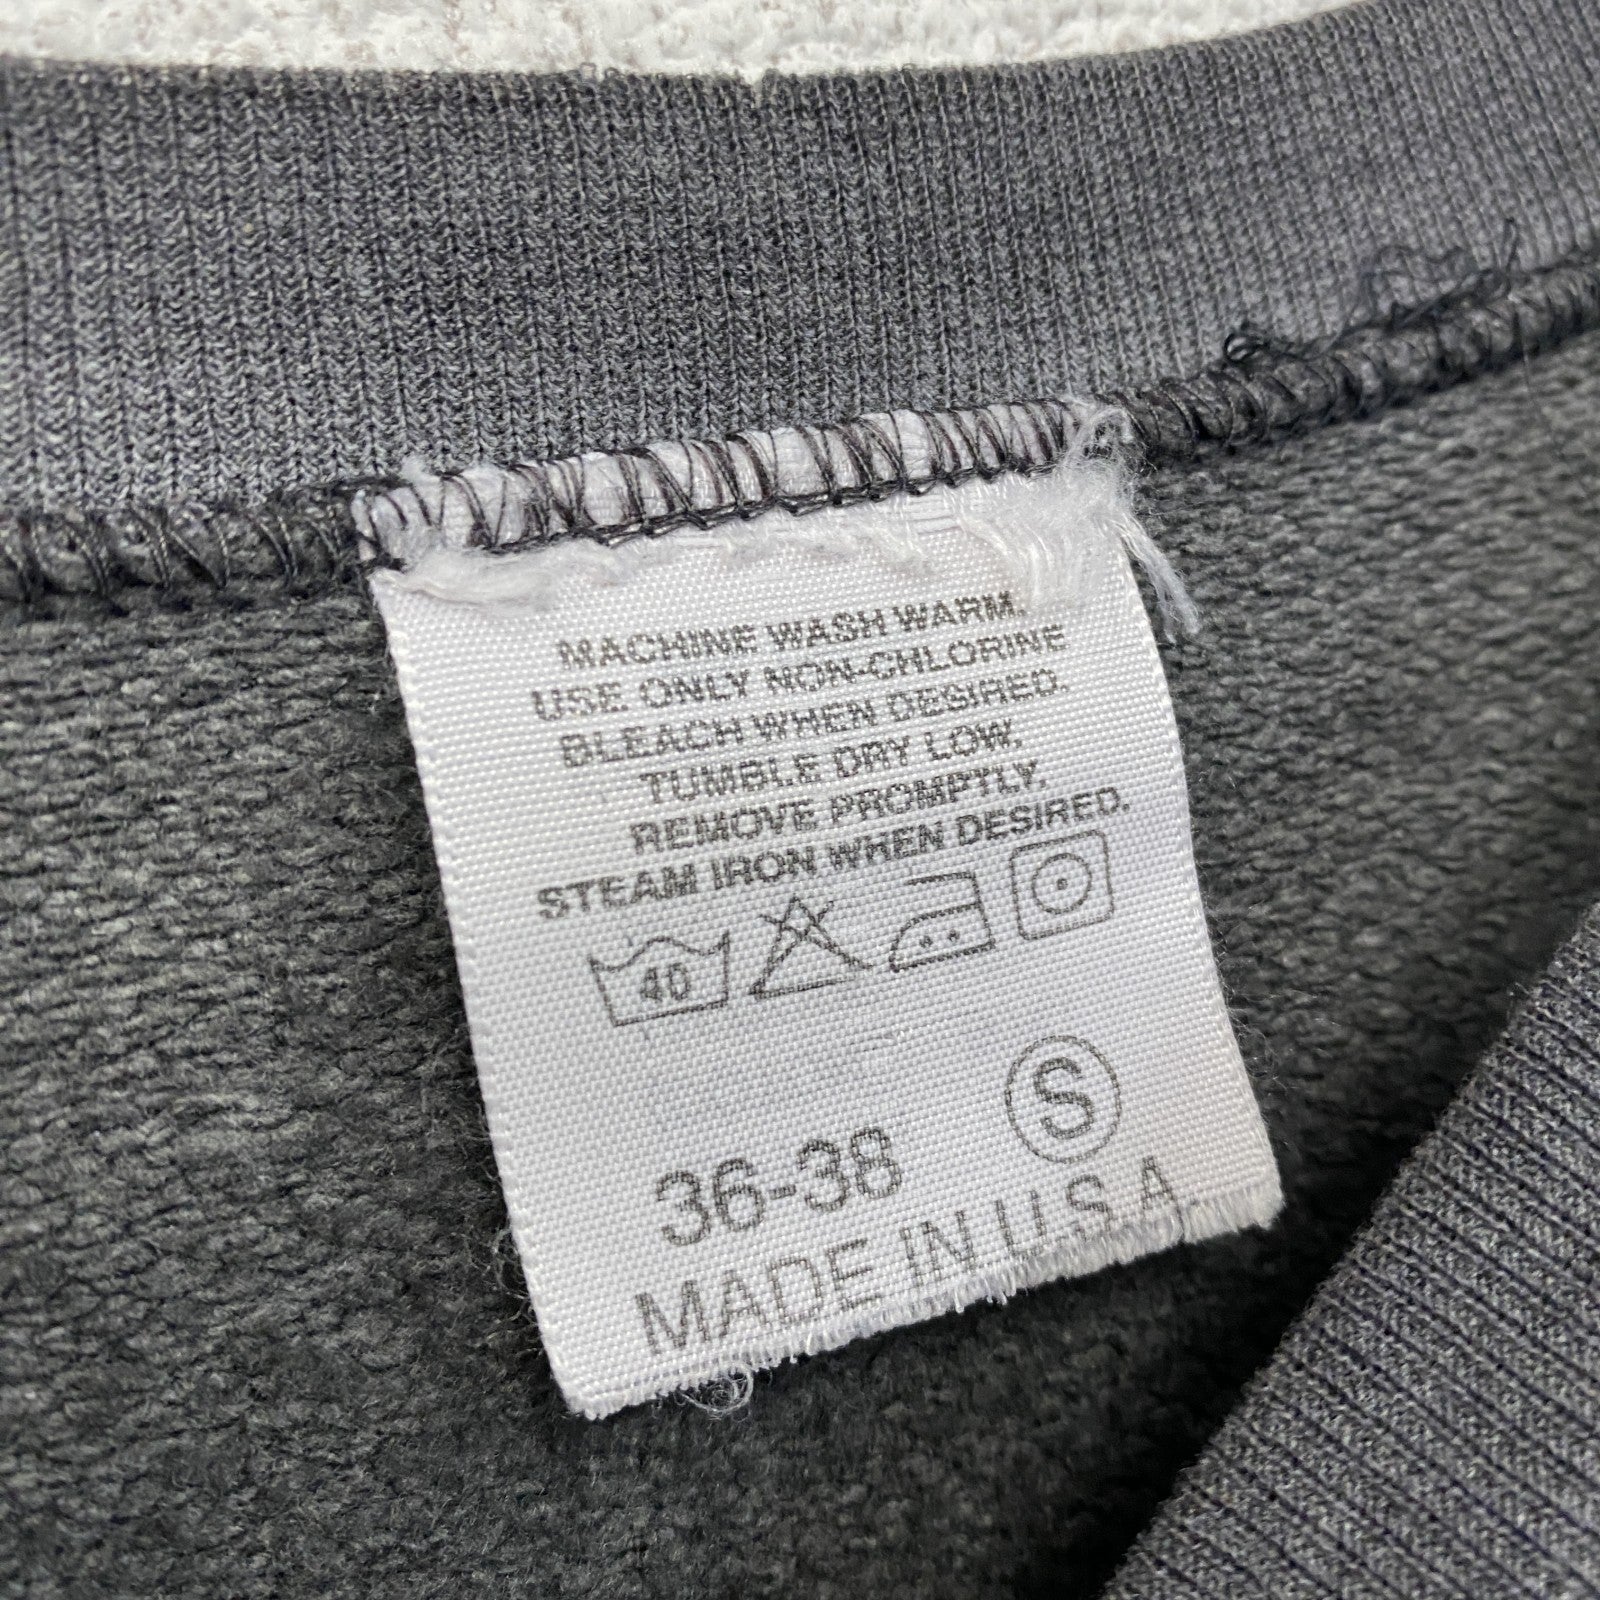 MACHINE WASH WARM.
USE ONLY NON-CHLORINE
BLEACH WHEN DESIRED.
TUMBLE DRY LOW.
REMOVE PROMPTLY.
STEAM IRON WHEN DESIRED.
40
S
36-38
MADE IN U.S.A.